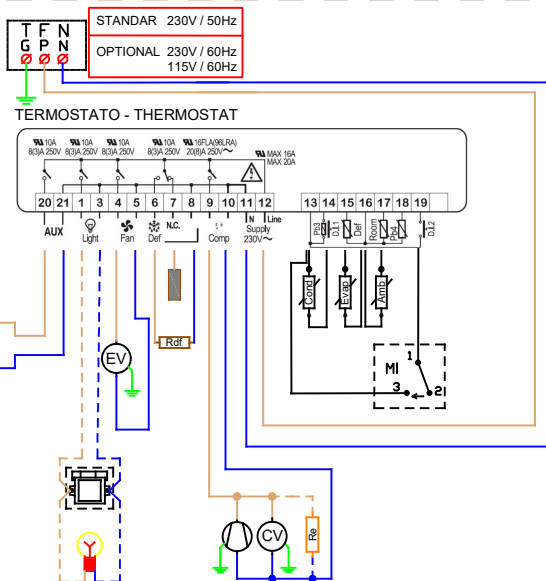 T F N
G P N
STANDAR 230V / 50Hz
OPTIONAL 230V / 60Hz
115V / 60Hz
TERMOSTATO - THERMOSTAT
10A 10A 10A 10A 16FLA(96LRA) MAX 16A
8(3)A 250V 8(3)A 250V 8(3)A 250V 8(3)A 250V 20(8)A 250V~ MAX 20A
20 21 1 3 4 5 6 7 8 9 10 11 12 13 14 15 16 17 18 19
AUX Light Fan Def N.C. Comp N Line
Supply
230V~
Pb3 D.I.1 Def Room Pb4 D.I.2
Cond Evap Amb
Rdf
EV
MI
1
3 2
CV
Re